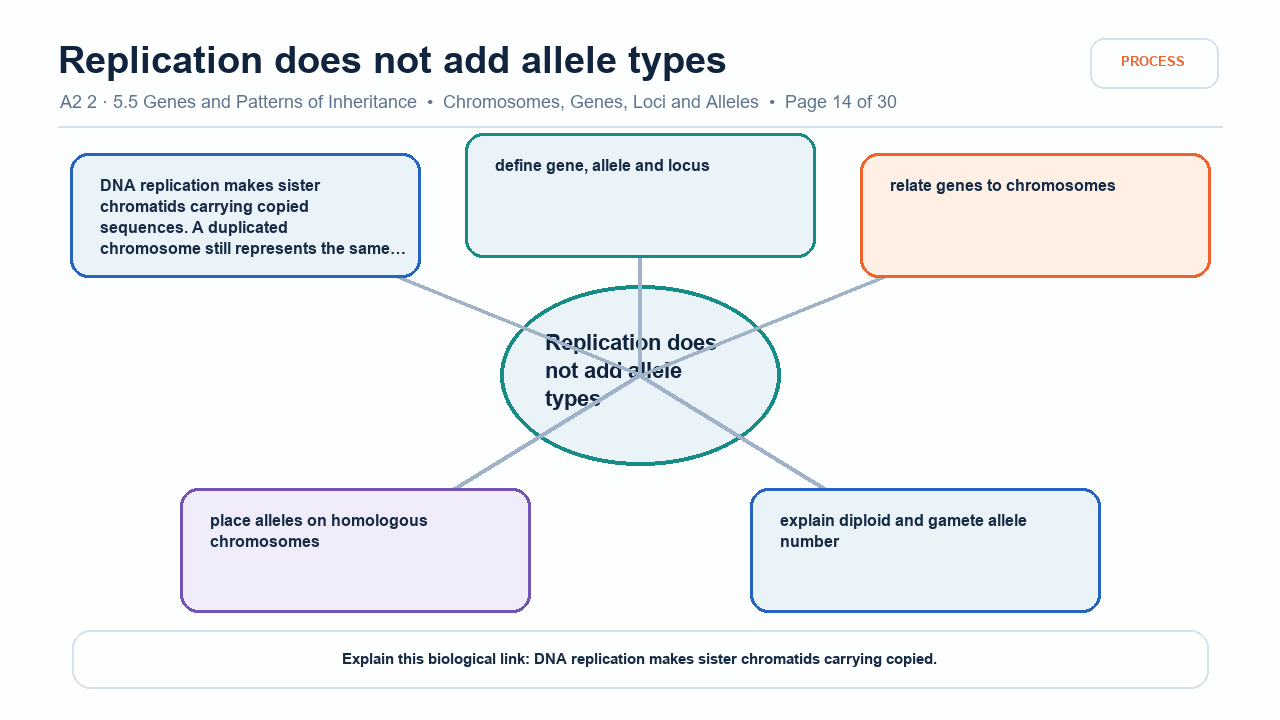 Replication does not add allele types
PROCESS
A2 2 · 5.5 Genes and Patterns of Inheritance • Chromosomes, Genes, Loci and Alleles • Page 14 of 30
DNA replication makes sister
chromatids carrying copied
sequences. A duplicated
chromosome still represents the same…
define gene, allele and locus
relate genes to chromosomes
Replication does
not add allele
types
place alleles on homologous
chromosomes
explain diploid and gamete allele
number
Explain this biological link: DNA replication makes sister chromatids carrying copied.